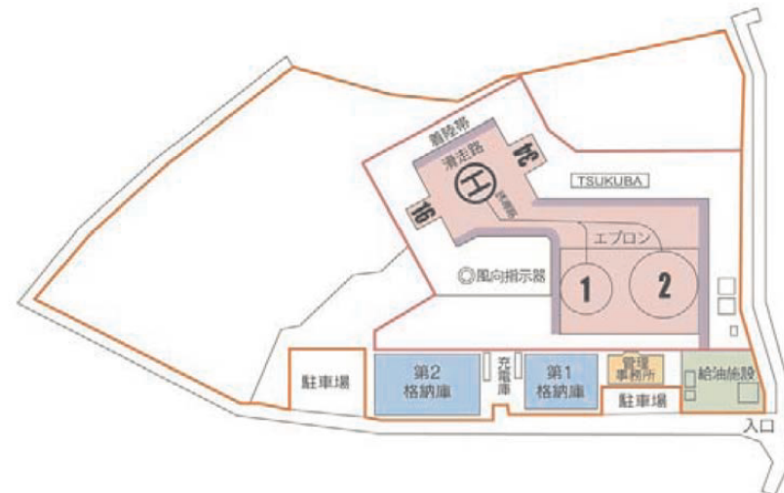 着陸帯
滑走路
34
H
誘導路
16
TSUKUBA
エプロン
風向指示器
1
2
駐車場
第2
格納庫
充電庫
第1
格納庫
管理
事務所
駐車場
給油施設
入口